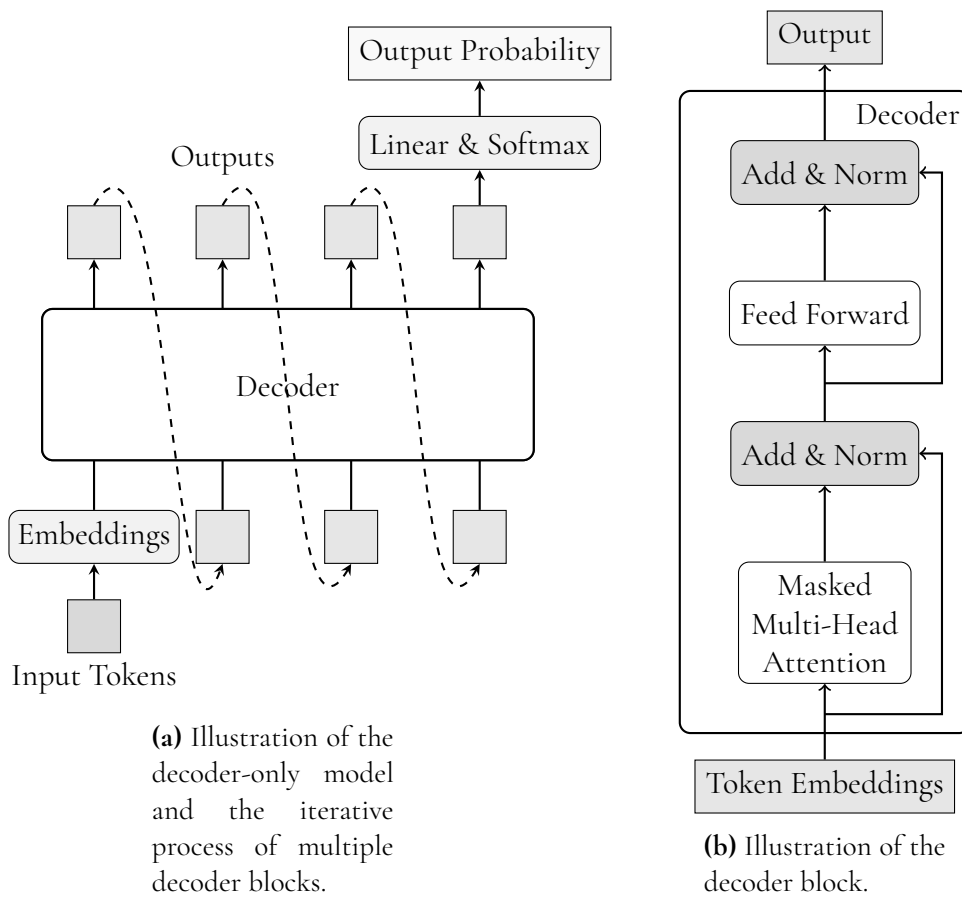 Output Probability
Linear & Softmax
Outputs
Decoder
Embeddings
Input Tokens
(a) Illustration of the
decoder-only model
and the iterative
process of multiple
decoder blocks.
Output
Decoder
Add & Norm
Feed Forward
Add & Norm
Masked
Multi-Head
Attention
Token Embeddings
(b) Illustration of the
decoder block.